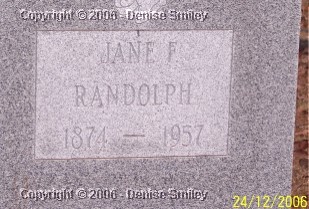 Copyright © 2006 - Denise Smiley
JANE F
RANDOLPH
1874 — 1957
Copyright © 2006 - Denise Smiley
24/12/2006